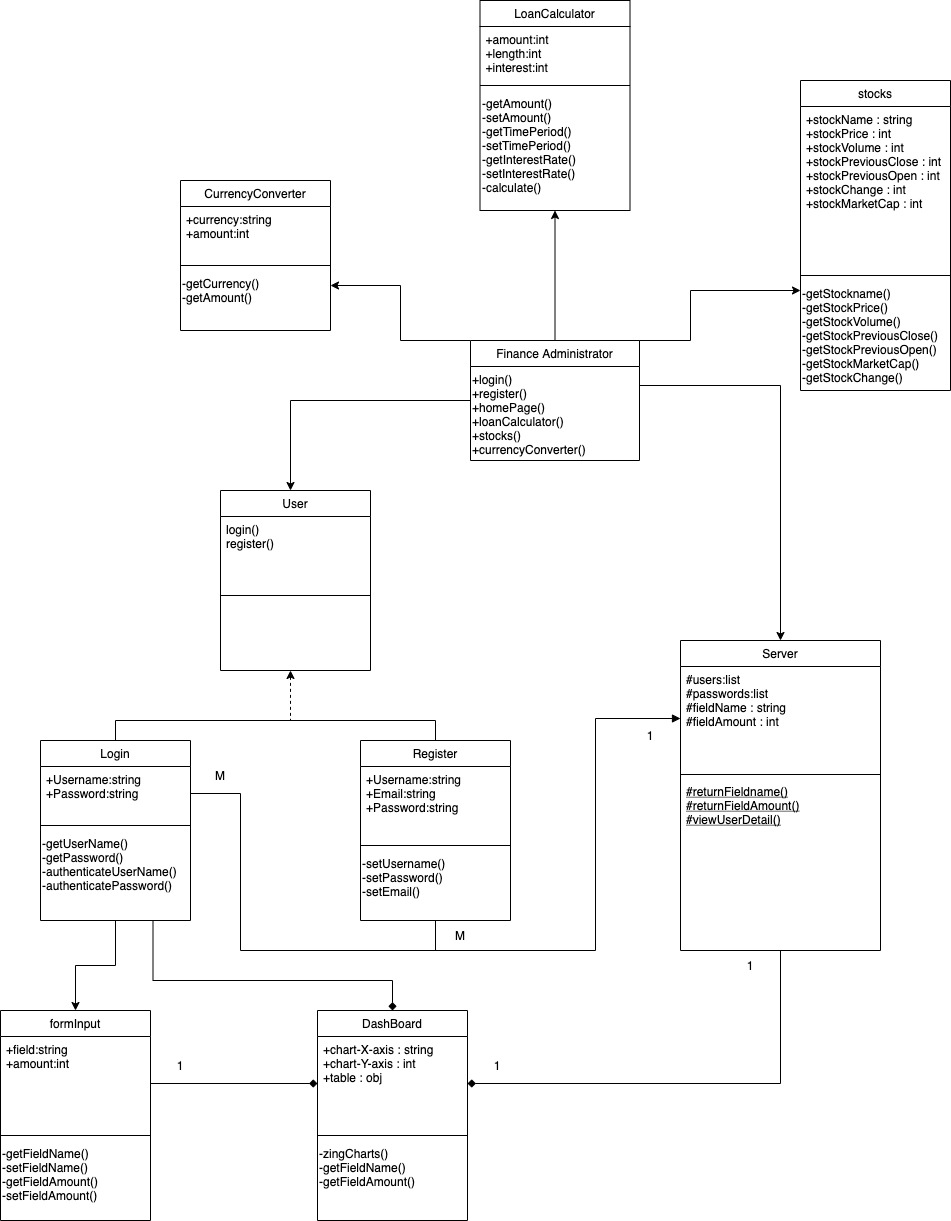 LoanCalculator
+amount:int
+length:int
+interest:int
-getAmount()
-setAmount()
-getTimePeriod()
-setTimePeriod()
-getInterestRate()
-setInterestRate()
-calculate()
stocks
+stockName : string
+stockPrice : int
+stockVolume : int
+stockPreviousClose : int
+stockPreviousOpen : int
+stockChange : int
+stockMarketCap : int
-getStockname()
-getStockPrice()
-getStockVolume()
-getStockPreviousClose()
-getStockPreviousOpen()
-getStockMarketCap()
-getStockChange()
CurrencyConverter
+currency:string
+amount:int
-getCurrency()
-getAmount()
Finance Administrator
+login()
+register()
+homePage()
+loanCalculator()
+stocks()
+currencyConverter()
User
login()
register()
Server
#users:list
#passwords:list
#fieldName : string
#fieldAmount : int
#returnFieldname()
#returnFieldAmount()
#viewUserDetail()
1
Login
+Username:string
+Password:string
-getUserName()
-getPassword()
-authenticateUserName()
-authenticatePassword()
M
Register
+Username:string
+Email:string
+Password:string
-setUsername()
-setPassword()
-setEmail()
M
1
formInput
+field:string
+amount:int
-getFieldName()
-setFieldName()
-getFieldAmount()
-setFieldAmount()
1
DashBoard
+chart-X-axis : string
+chart-Y-axis : int
+table : obj
-zingCharts()
-getFieldName()
-getFieldAmount()
1